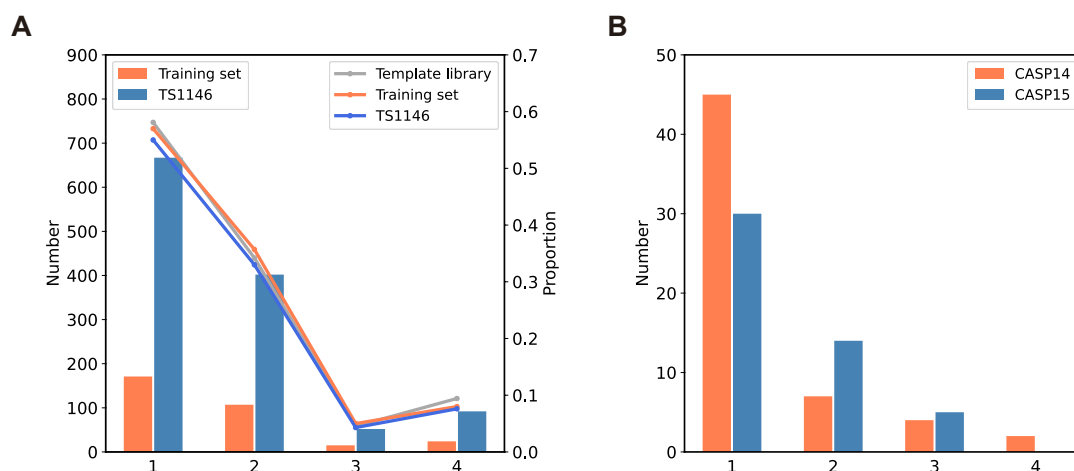 A
B
900
800
700
600
500
400
300
200
100
0
Number
Training set
TS1146
Template library
Training set
TS1146
0.7
0.6
0.5
0.4
0.3
0.2
0.1
0.0
Proportion
1 2 3 4
50
40
30
20
10
0
Number
CASP14
CASP15
1 2 3 4